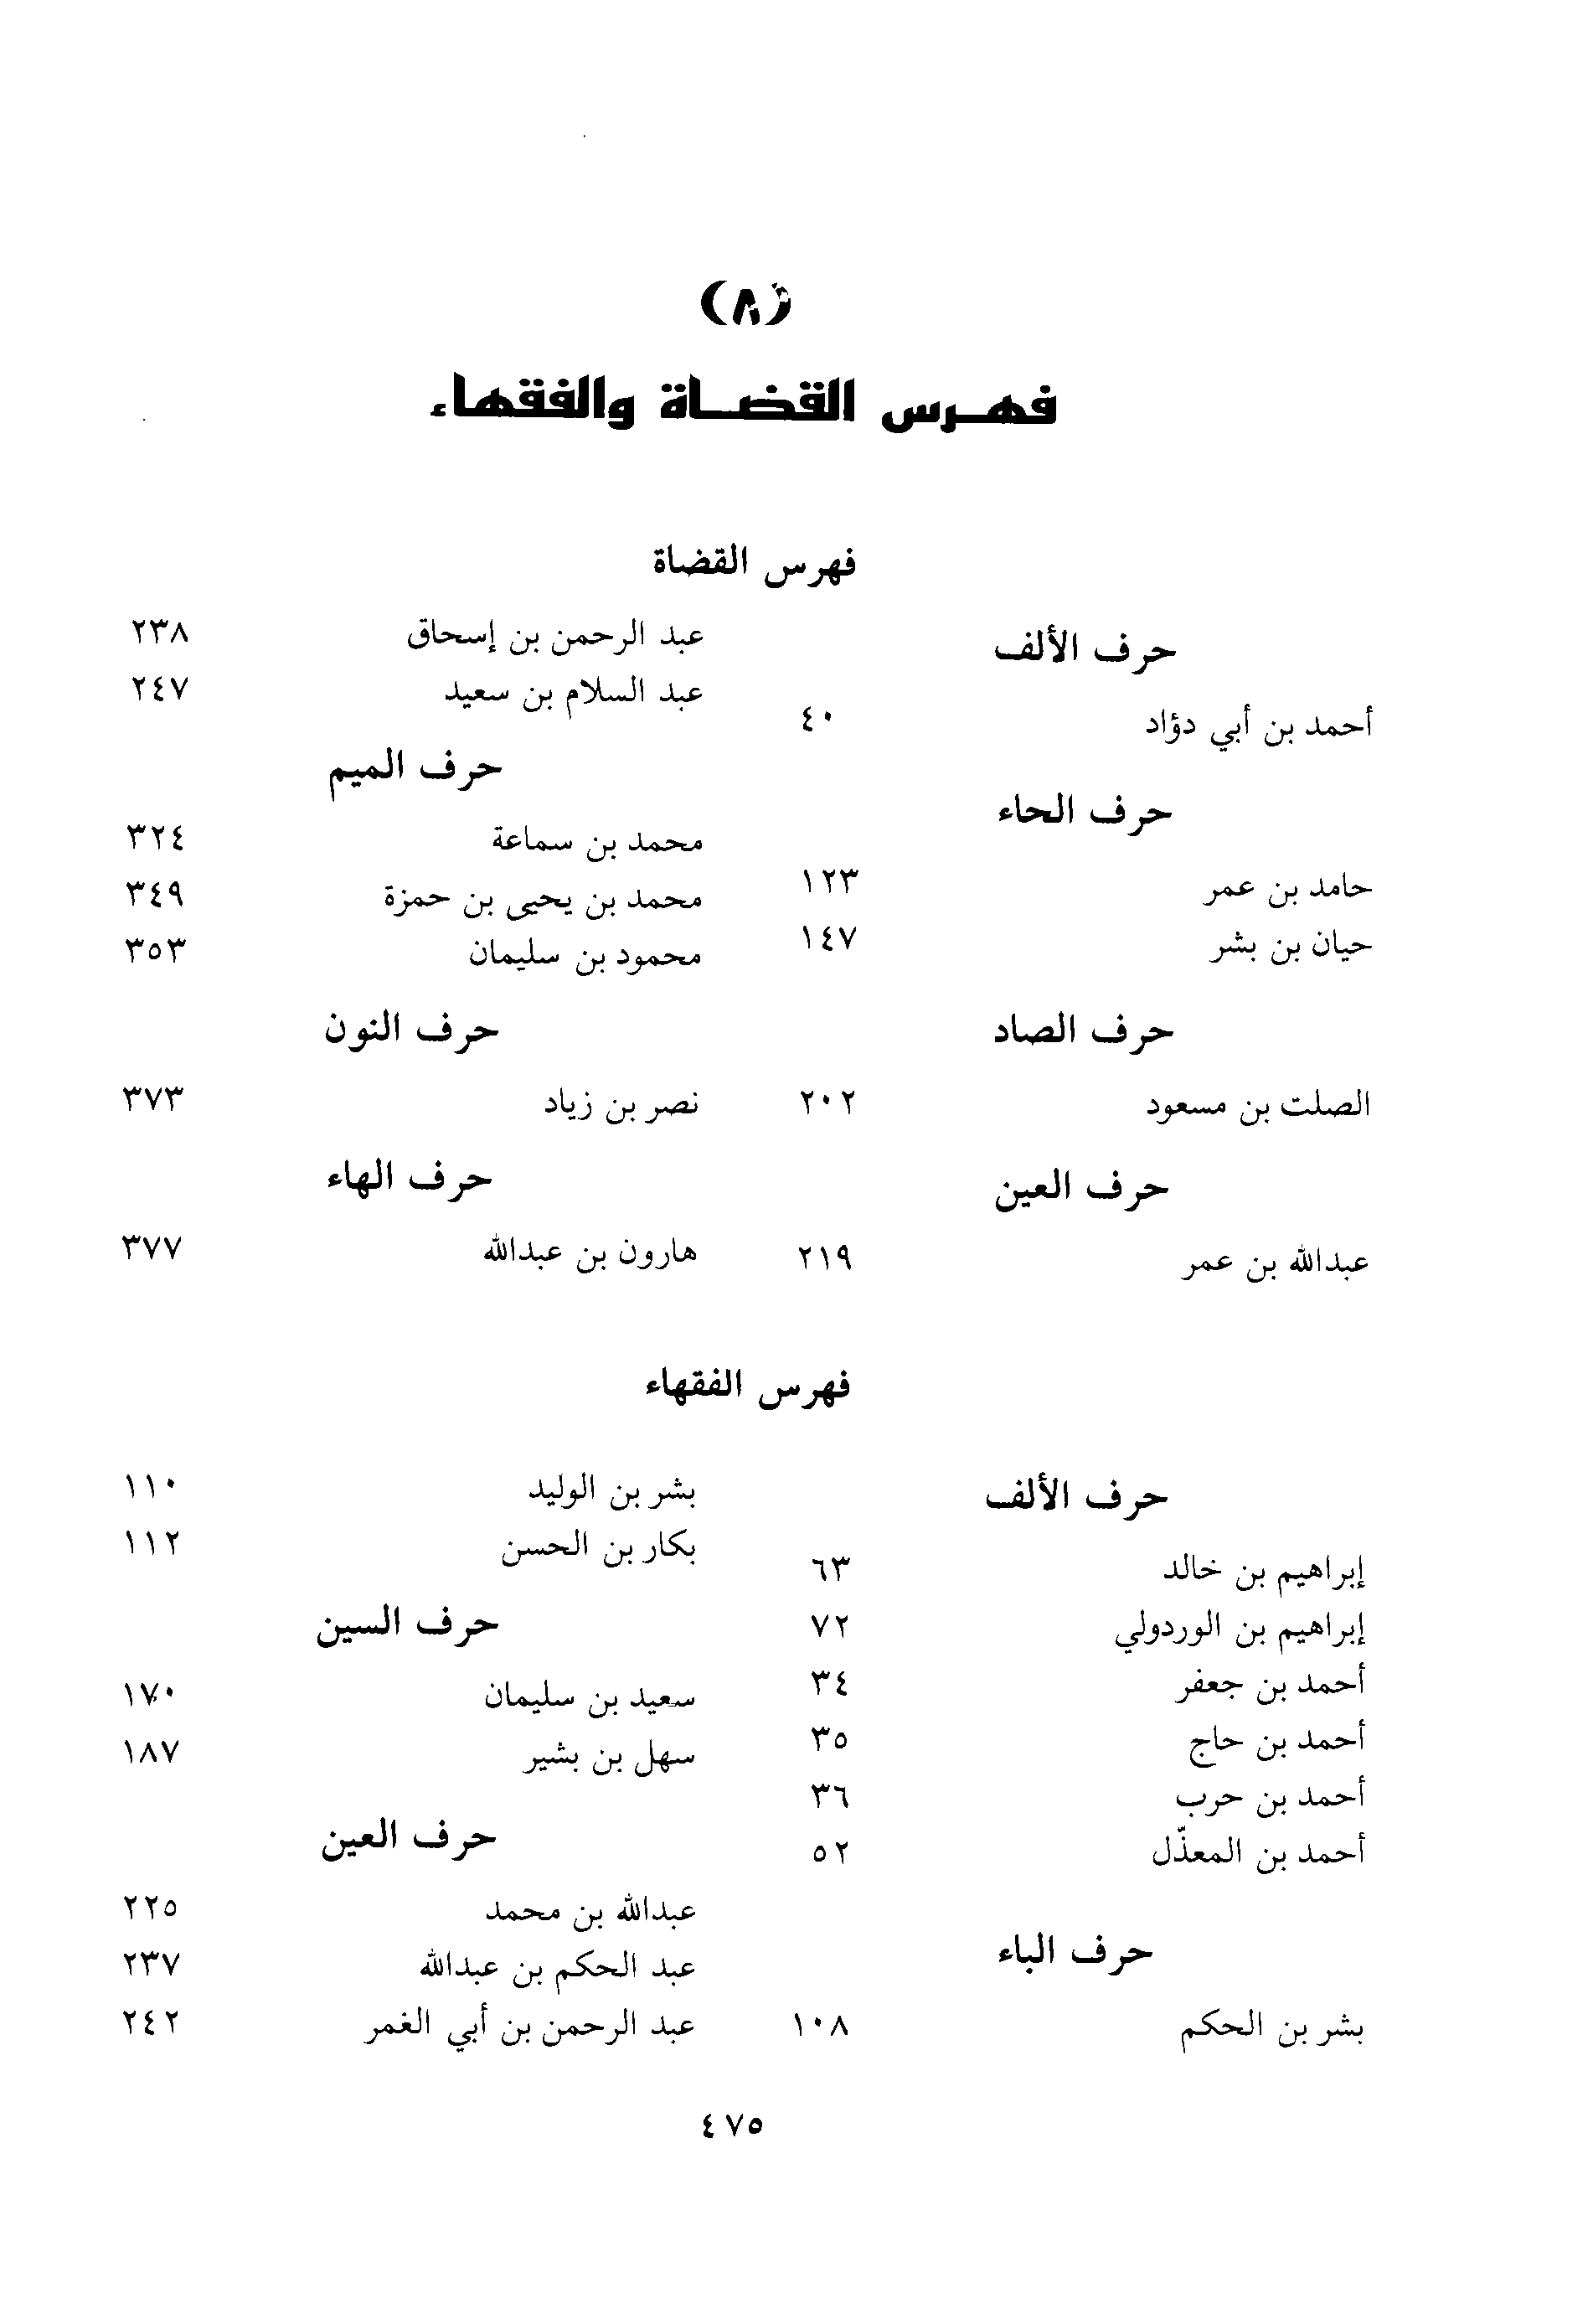 (٨)
فهرس القضاة والفقهاء
فهرس القضاة
حرف الألف
أحمد بن أبي دؤاد ٤٠
حرف الحاء
حامد بن عمر ١٢٣
حيان بن بشر ١٤٧
حرف الصاد
الصلت بن مسعود ٢٠٢
حرف العين
عبدالله بن عمر ٢١٩
عبد الرحمن بن إسحاق ٢٣٨
عبد السلام بن سعيد ٢٤٧
حرف الميم
محمد بن سماعة ٣٢٤
محمد بن يحيى بن حمزة ٣٤٩
محمود بن سليمان ٣٥٣
حرف النون
نصر بن زياد ٣٧٣
حرف الهاء
هارون بن عبدالله ٣٧٧
فهرس الفقهاء
حرف الألف
إبراهيم بن خالد ٦٣
إبراهيم بن الوردولي ٧٢
أحمد بن جعفر ٣٤
أحمد بن حاج ٣٥
أحمد بن حرب ٣٦
أحمد بن المعذّل ٥٢
حرف الباء
بشر بن الحكم ١٠٨
بشر بن الوليد ١١٠
بكار بن الحسن ١١٢
حرف السين
سعيد بن سليمان ١٧٠
سهل بن بشير ١٨٧
حرف العين
عبدالله بن محمد ٢٢٥
عبد الحكم بن عبدالله ٢٣٧
عبد الرحمن بن أبي الغمر ٢٤٢
٤٧٥